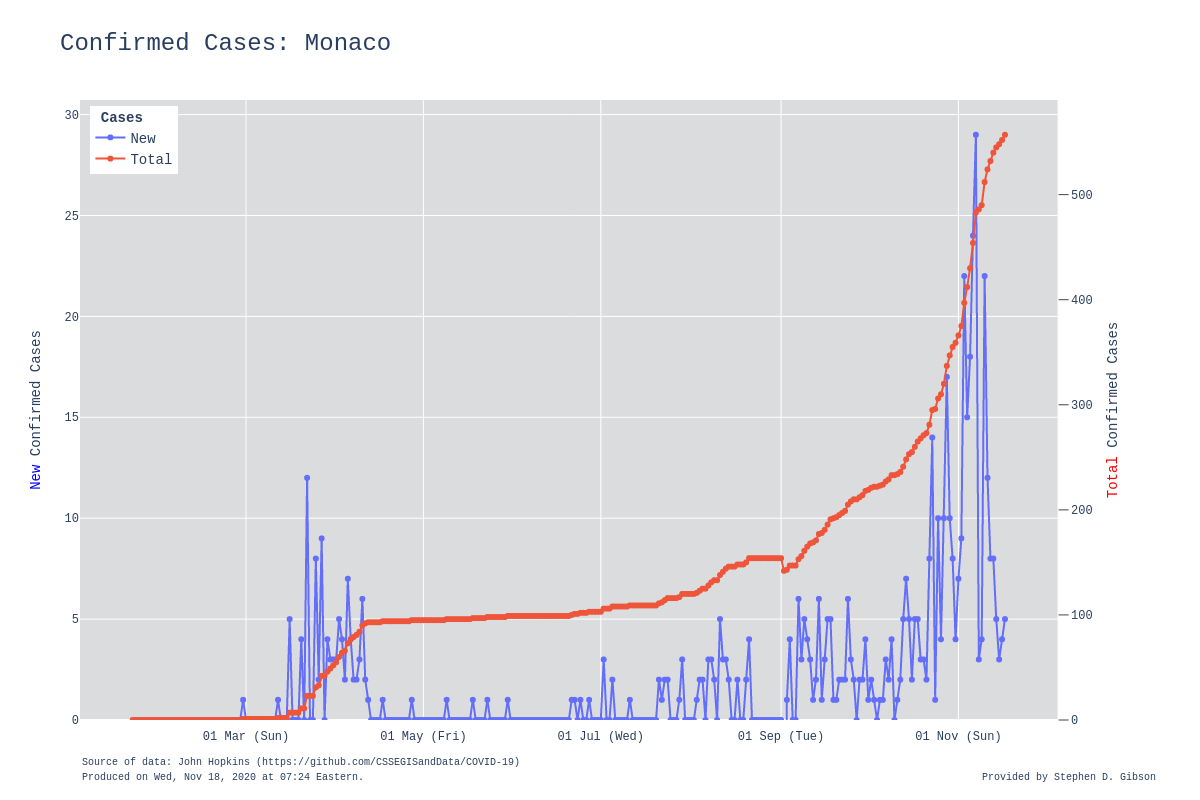 Confirmed Cases: Monaco
Cases
New
Total
30
25
20
15
10
5
0
500
400
300
200
100
0
New Confirmed Cases
Total Confirmed Cases
01 Mar (Sun)
01 May (Fri)
01 Jul (Wed)
01 Sep (Tue)
01 Nov (Sun)
Source of data: John Hopkins (https://github.com/CSSEGISandData/COVID-19)
Produced on Wed, Nov 18, 2020 at 07:24 Eastern.
Provided by Stephen D. Gibson